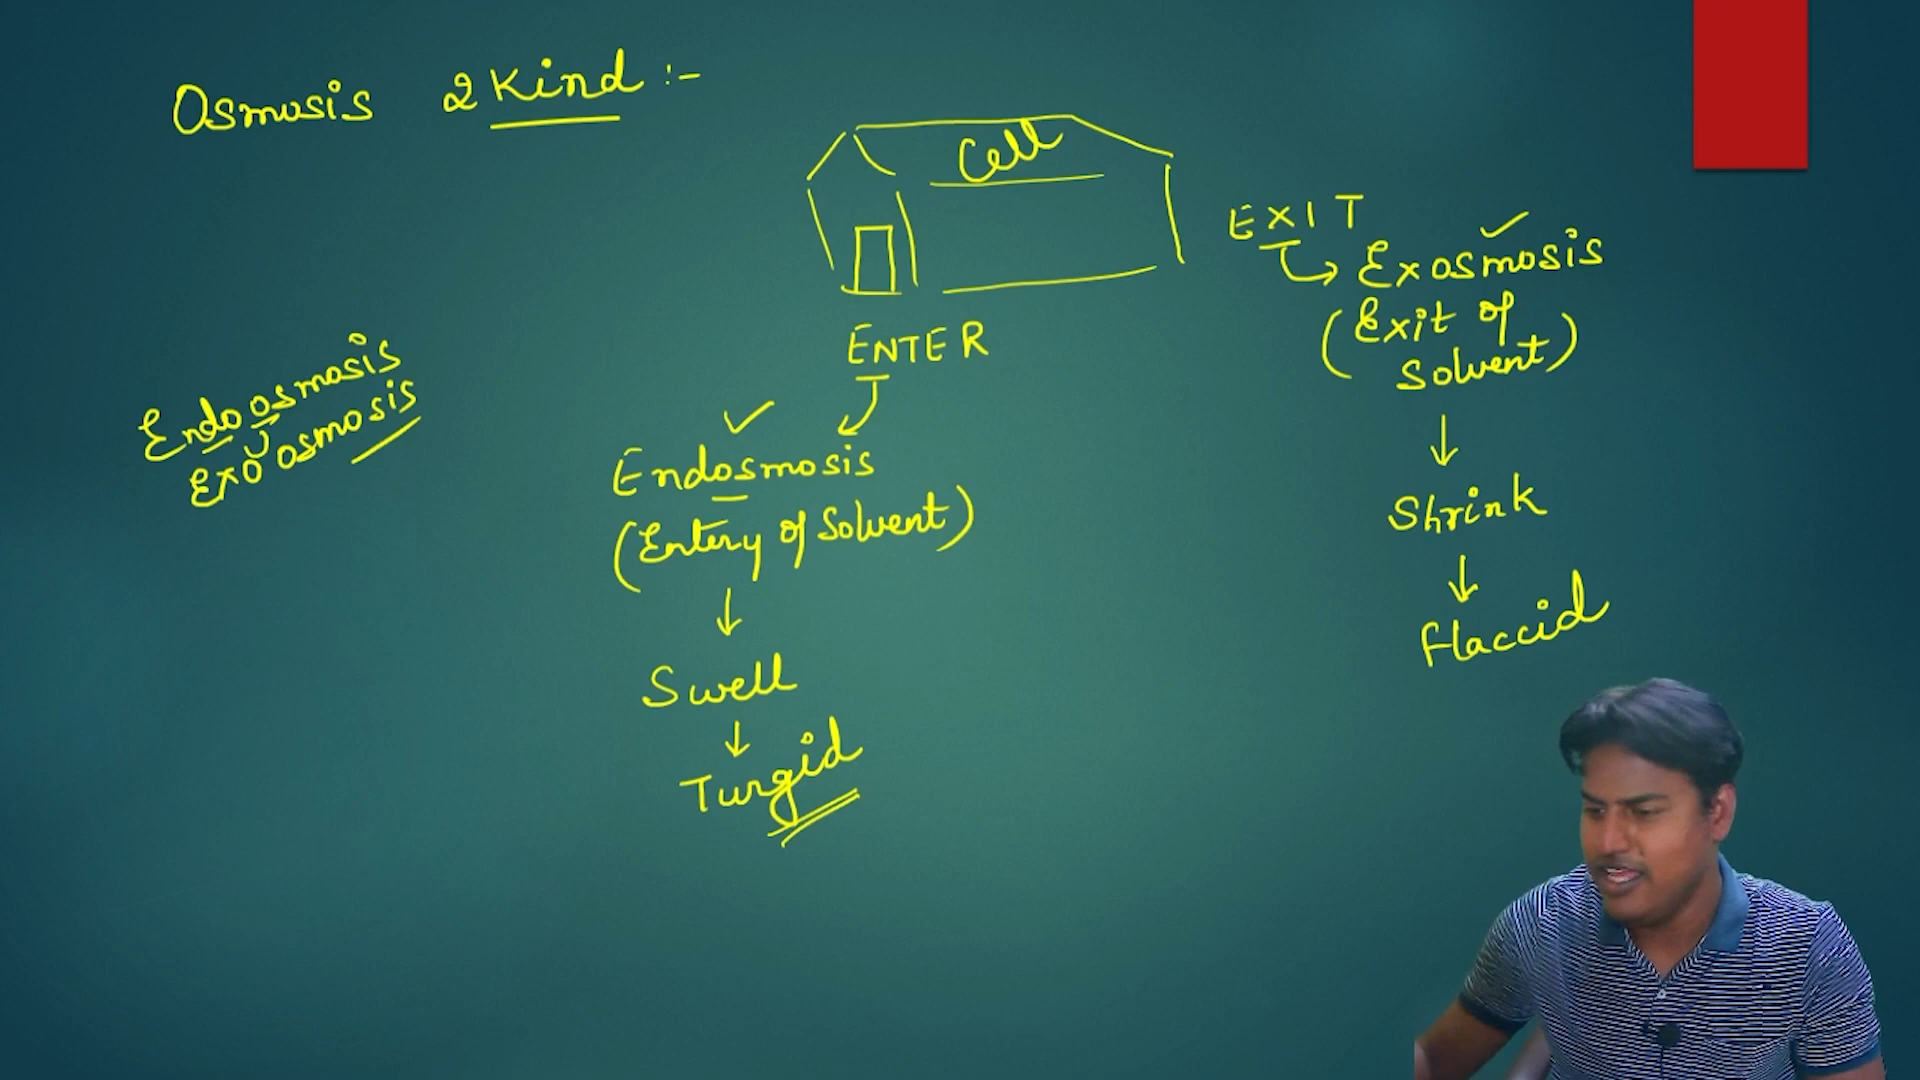 Osmosis 2 Kind :-
Cell
EXIT
Exosmosis
(Exit of
Solvent)
ENTER
Endoosmosis
Exoosmosis
Endosmosis
(Entery of Solvent)
↓
Shrink
↓
Flaccid
↓
Swell
↓
Turgid